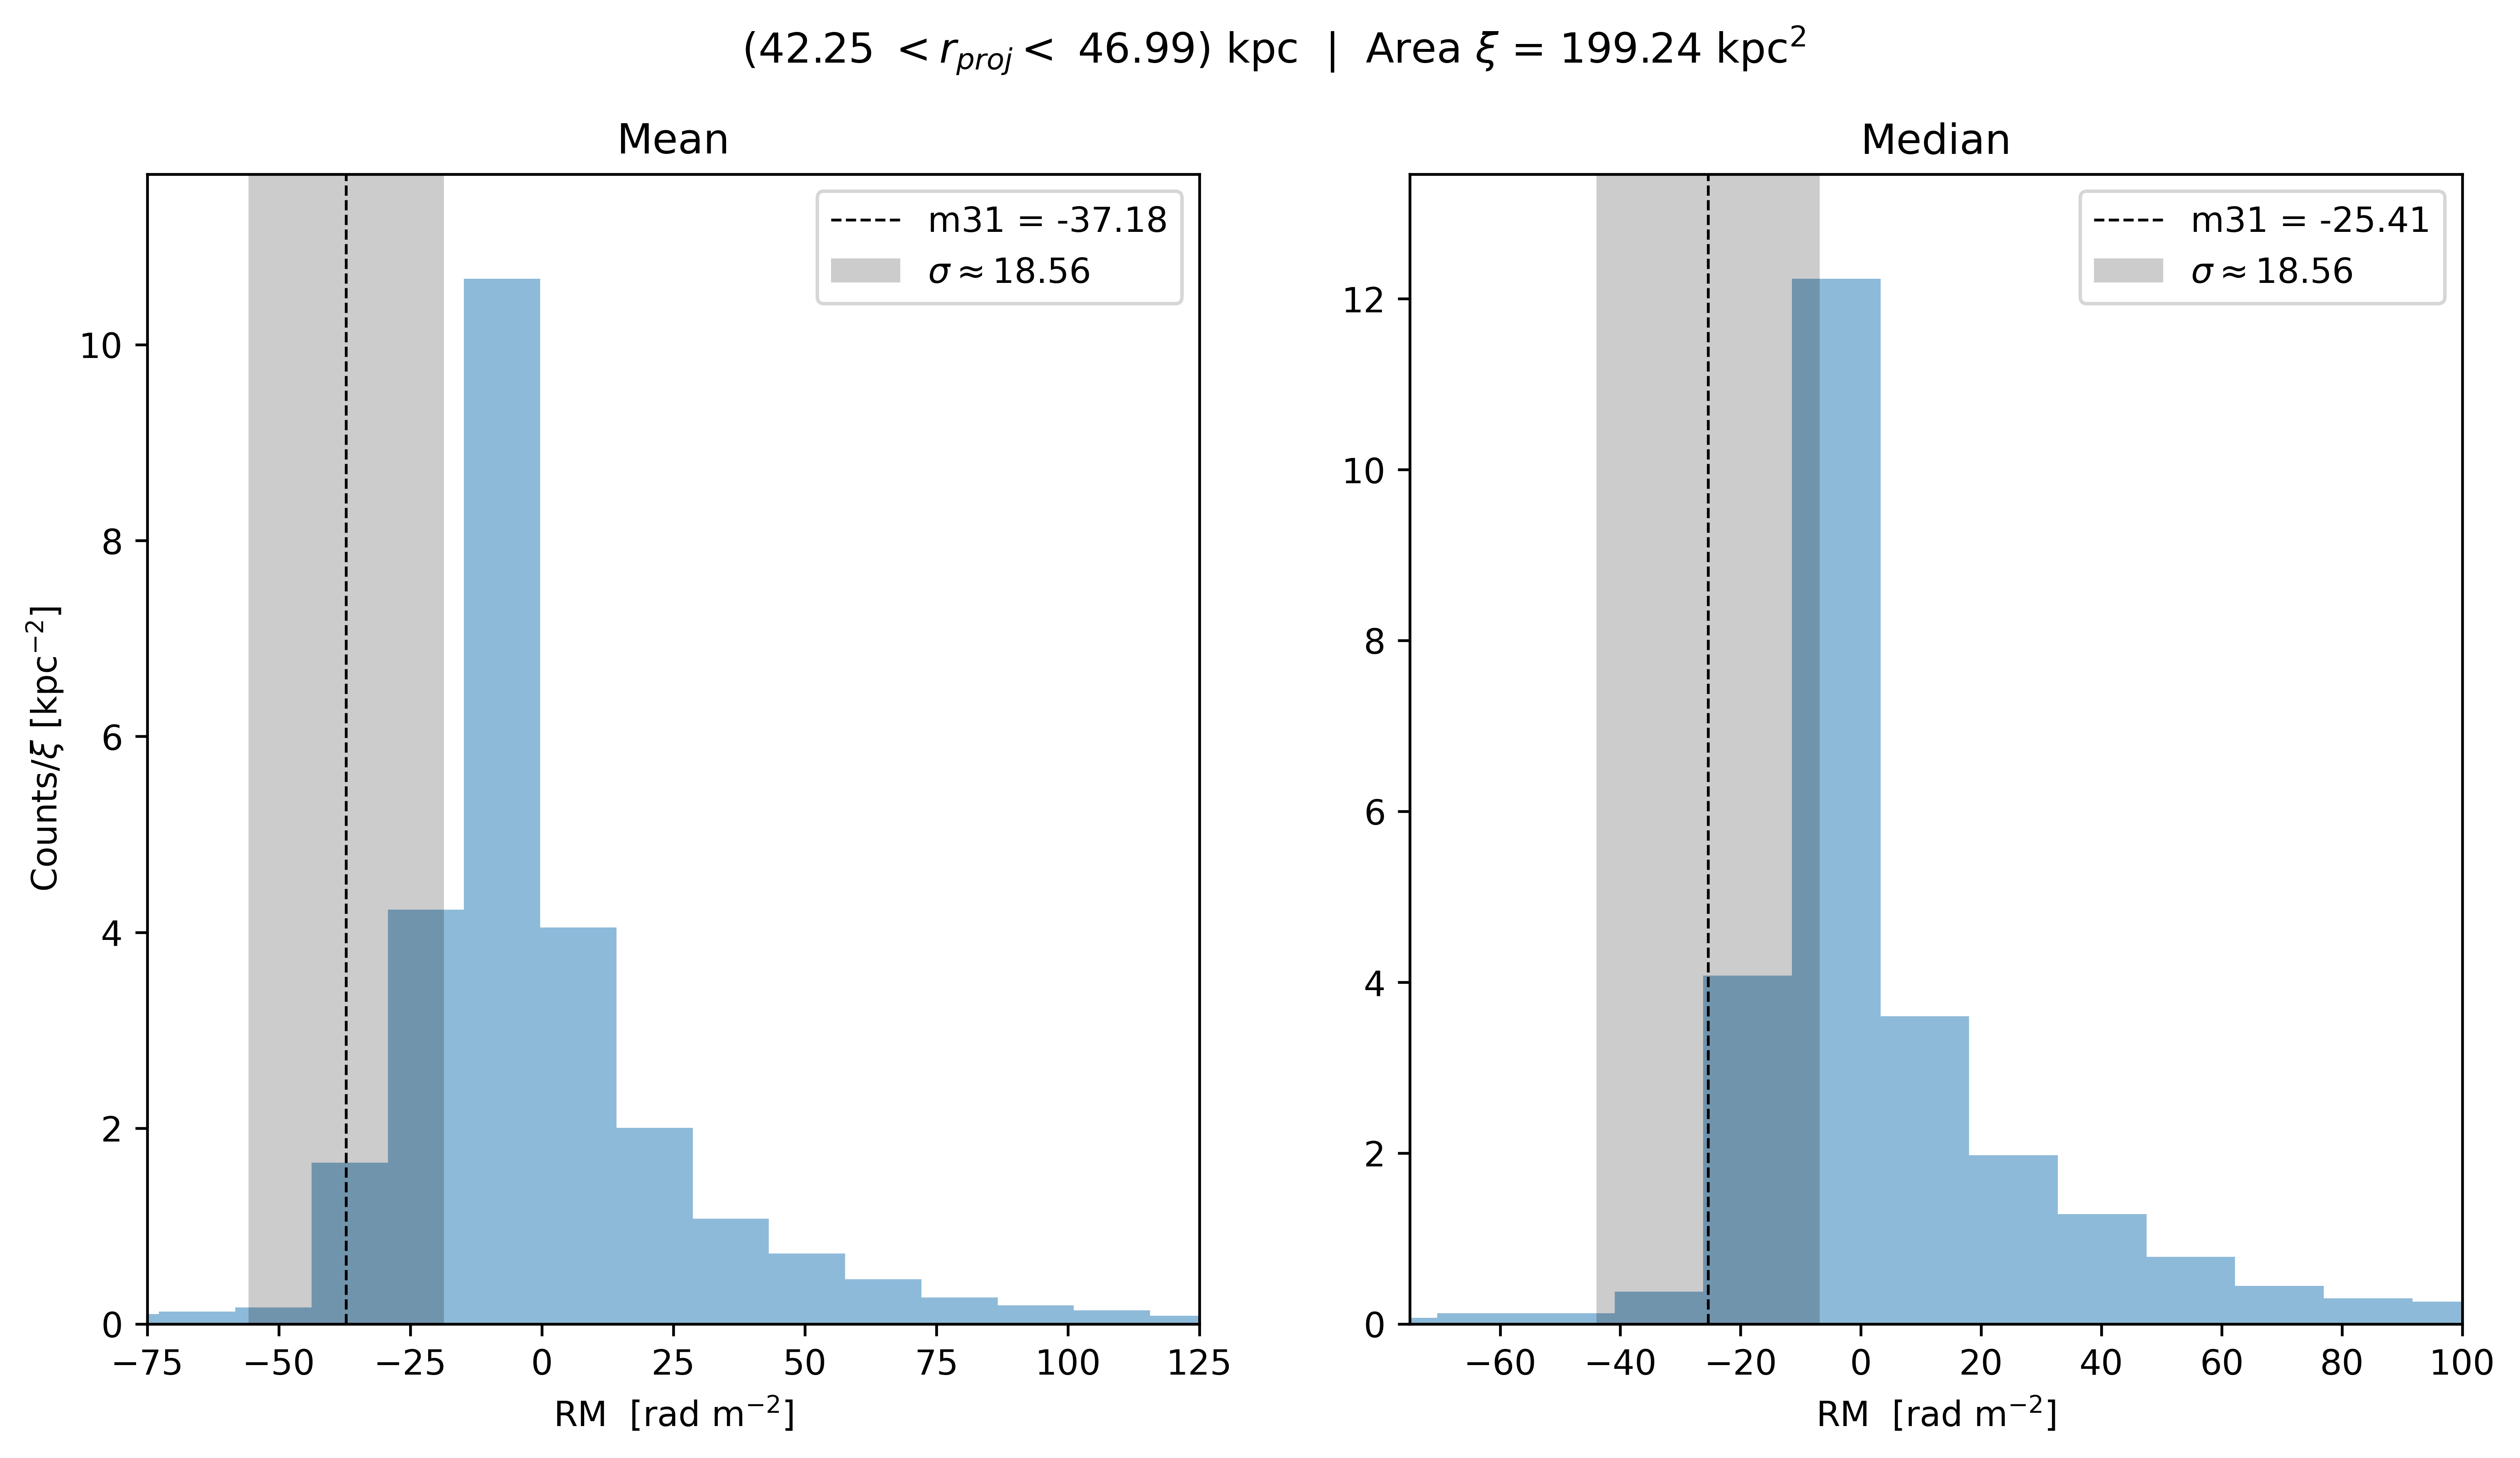 (42.25 < r_proj < 46.99) kpc | Area ξ = 199.24 kpc²
Mean
m31 = -37.18
σ ≈ 18.56
Counts/ξ [kpc⁻²]
10
8
6
4
2
0
−75 −50 −25 0 25 50 75 100 125
RM [rad m⁻²]
Median
m31 = -25.41
σ ≈ 18.56
12
10
8
6
4
2
0
−60 −40 −20 0 20 40 60 80 100
RM [rad m⁻²]